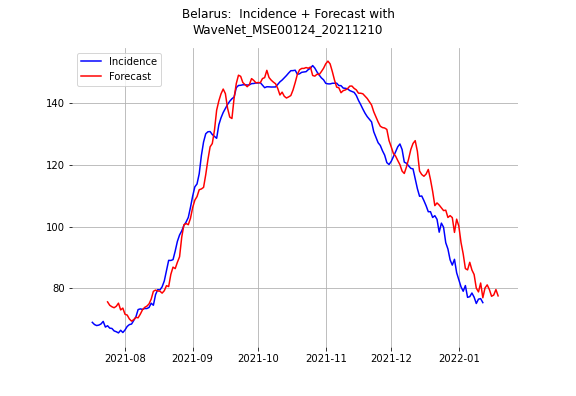 Belarus:  Incidence + Forecast with
WaveNet_MSE00124_20211210
Incidence
Forecast
140
120
100
80
2021-08 2021-09 2021-10 2021-11 2021-12 2022-01